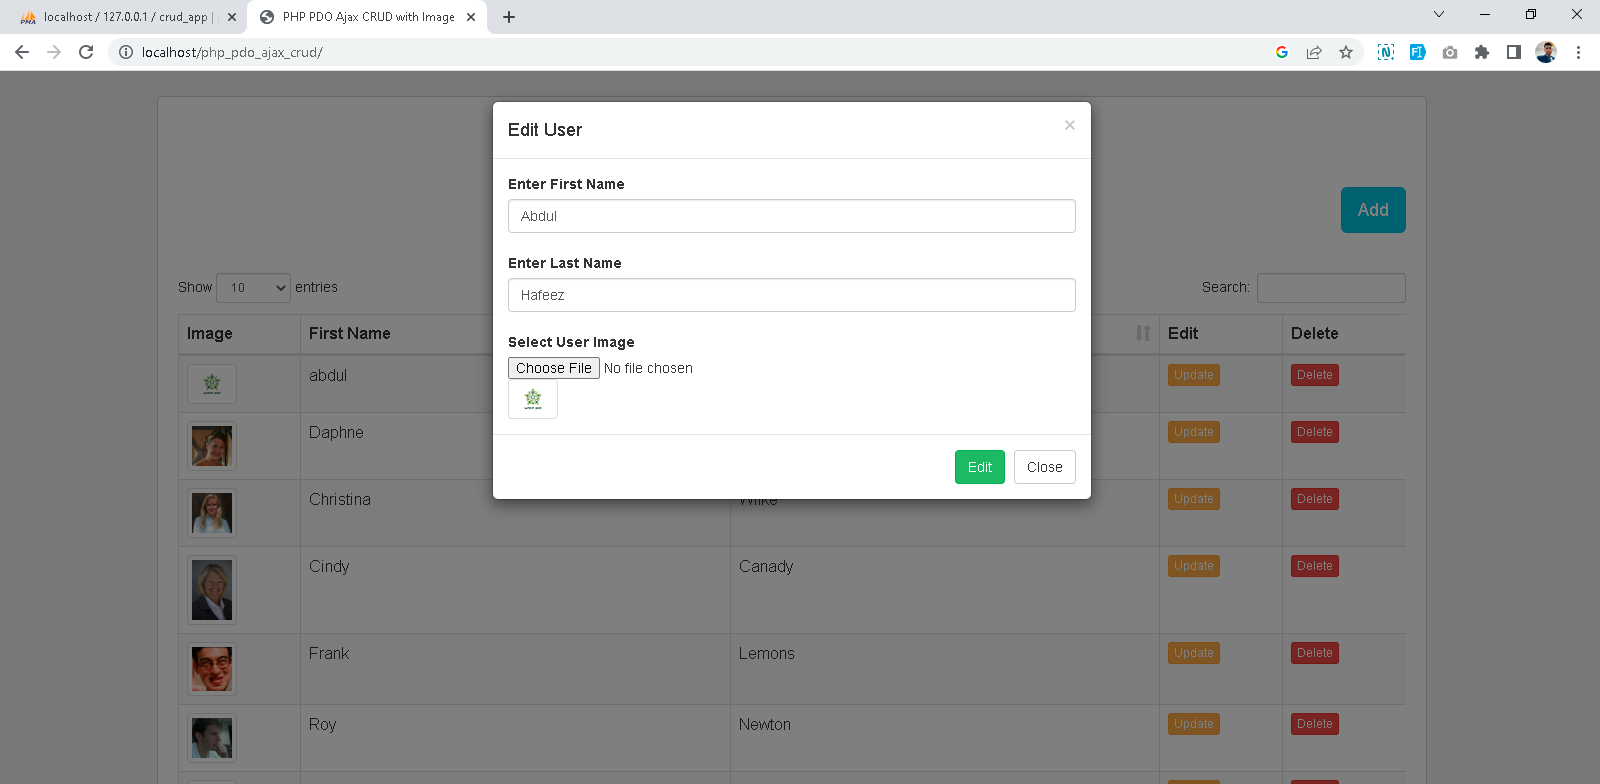 localhost / 127.0.0.1 / crud_app |
PHP PDO Ajax CRUD with Image
localhost/php_pdo_ajax_crud/
Edit User ×
Enter First Name
Abdul
Enter Last Name
Hafeez
Select User Image
Choose File No file chosen
Edit Close
Add
Show 10 entries Search:
Image First Name Edit Delete
abdul Update Delete
Daphne Update Delete
Christina Wilke Update Delete
Cindy Canady Update Delete
Frank Lemons Update Delete
Roy Newton Update Delete